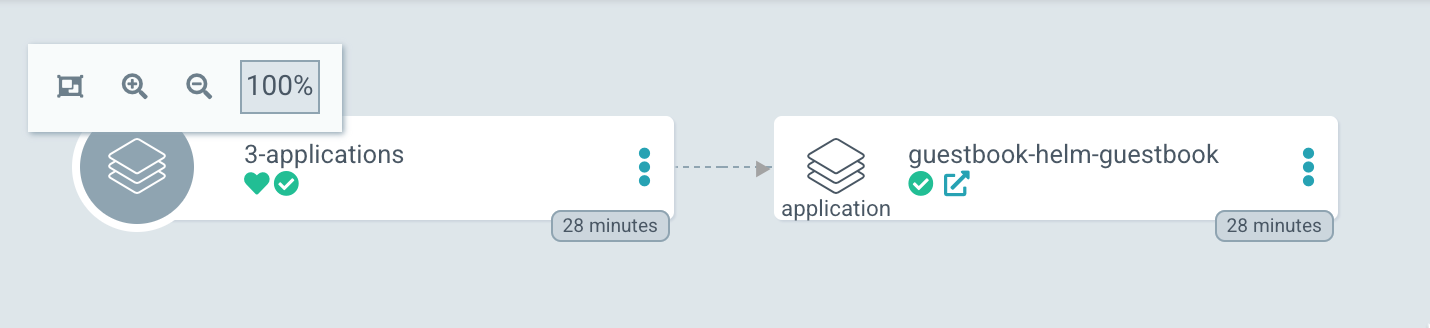 100%
3-applications
28 minutes
guestbook-helm-guestbook
application
28 minutes